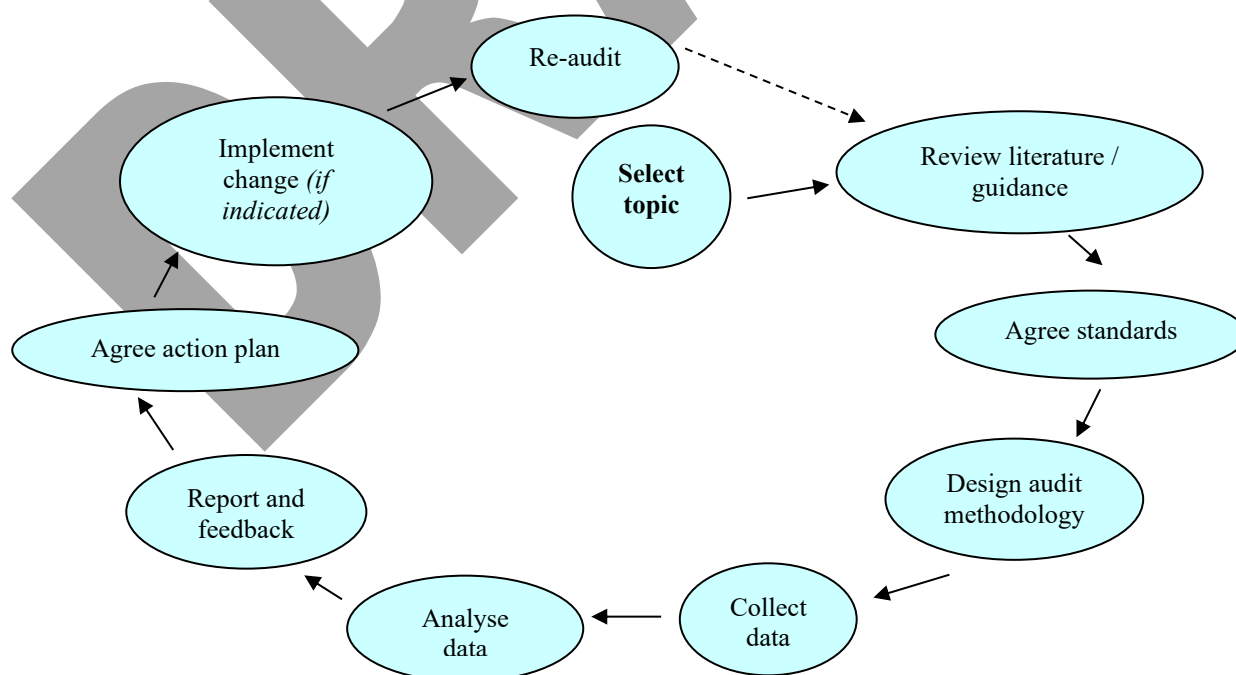 Re-audit
Select
topic
Review literature /
guidance
Agree standards
Design audit
methodology
Collect
data
Analyse
data
Report and
feedback
Agree action plan
Implement
change (if
indicated)